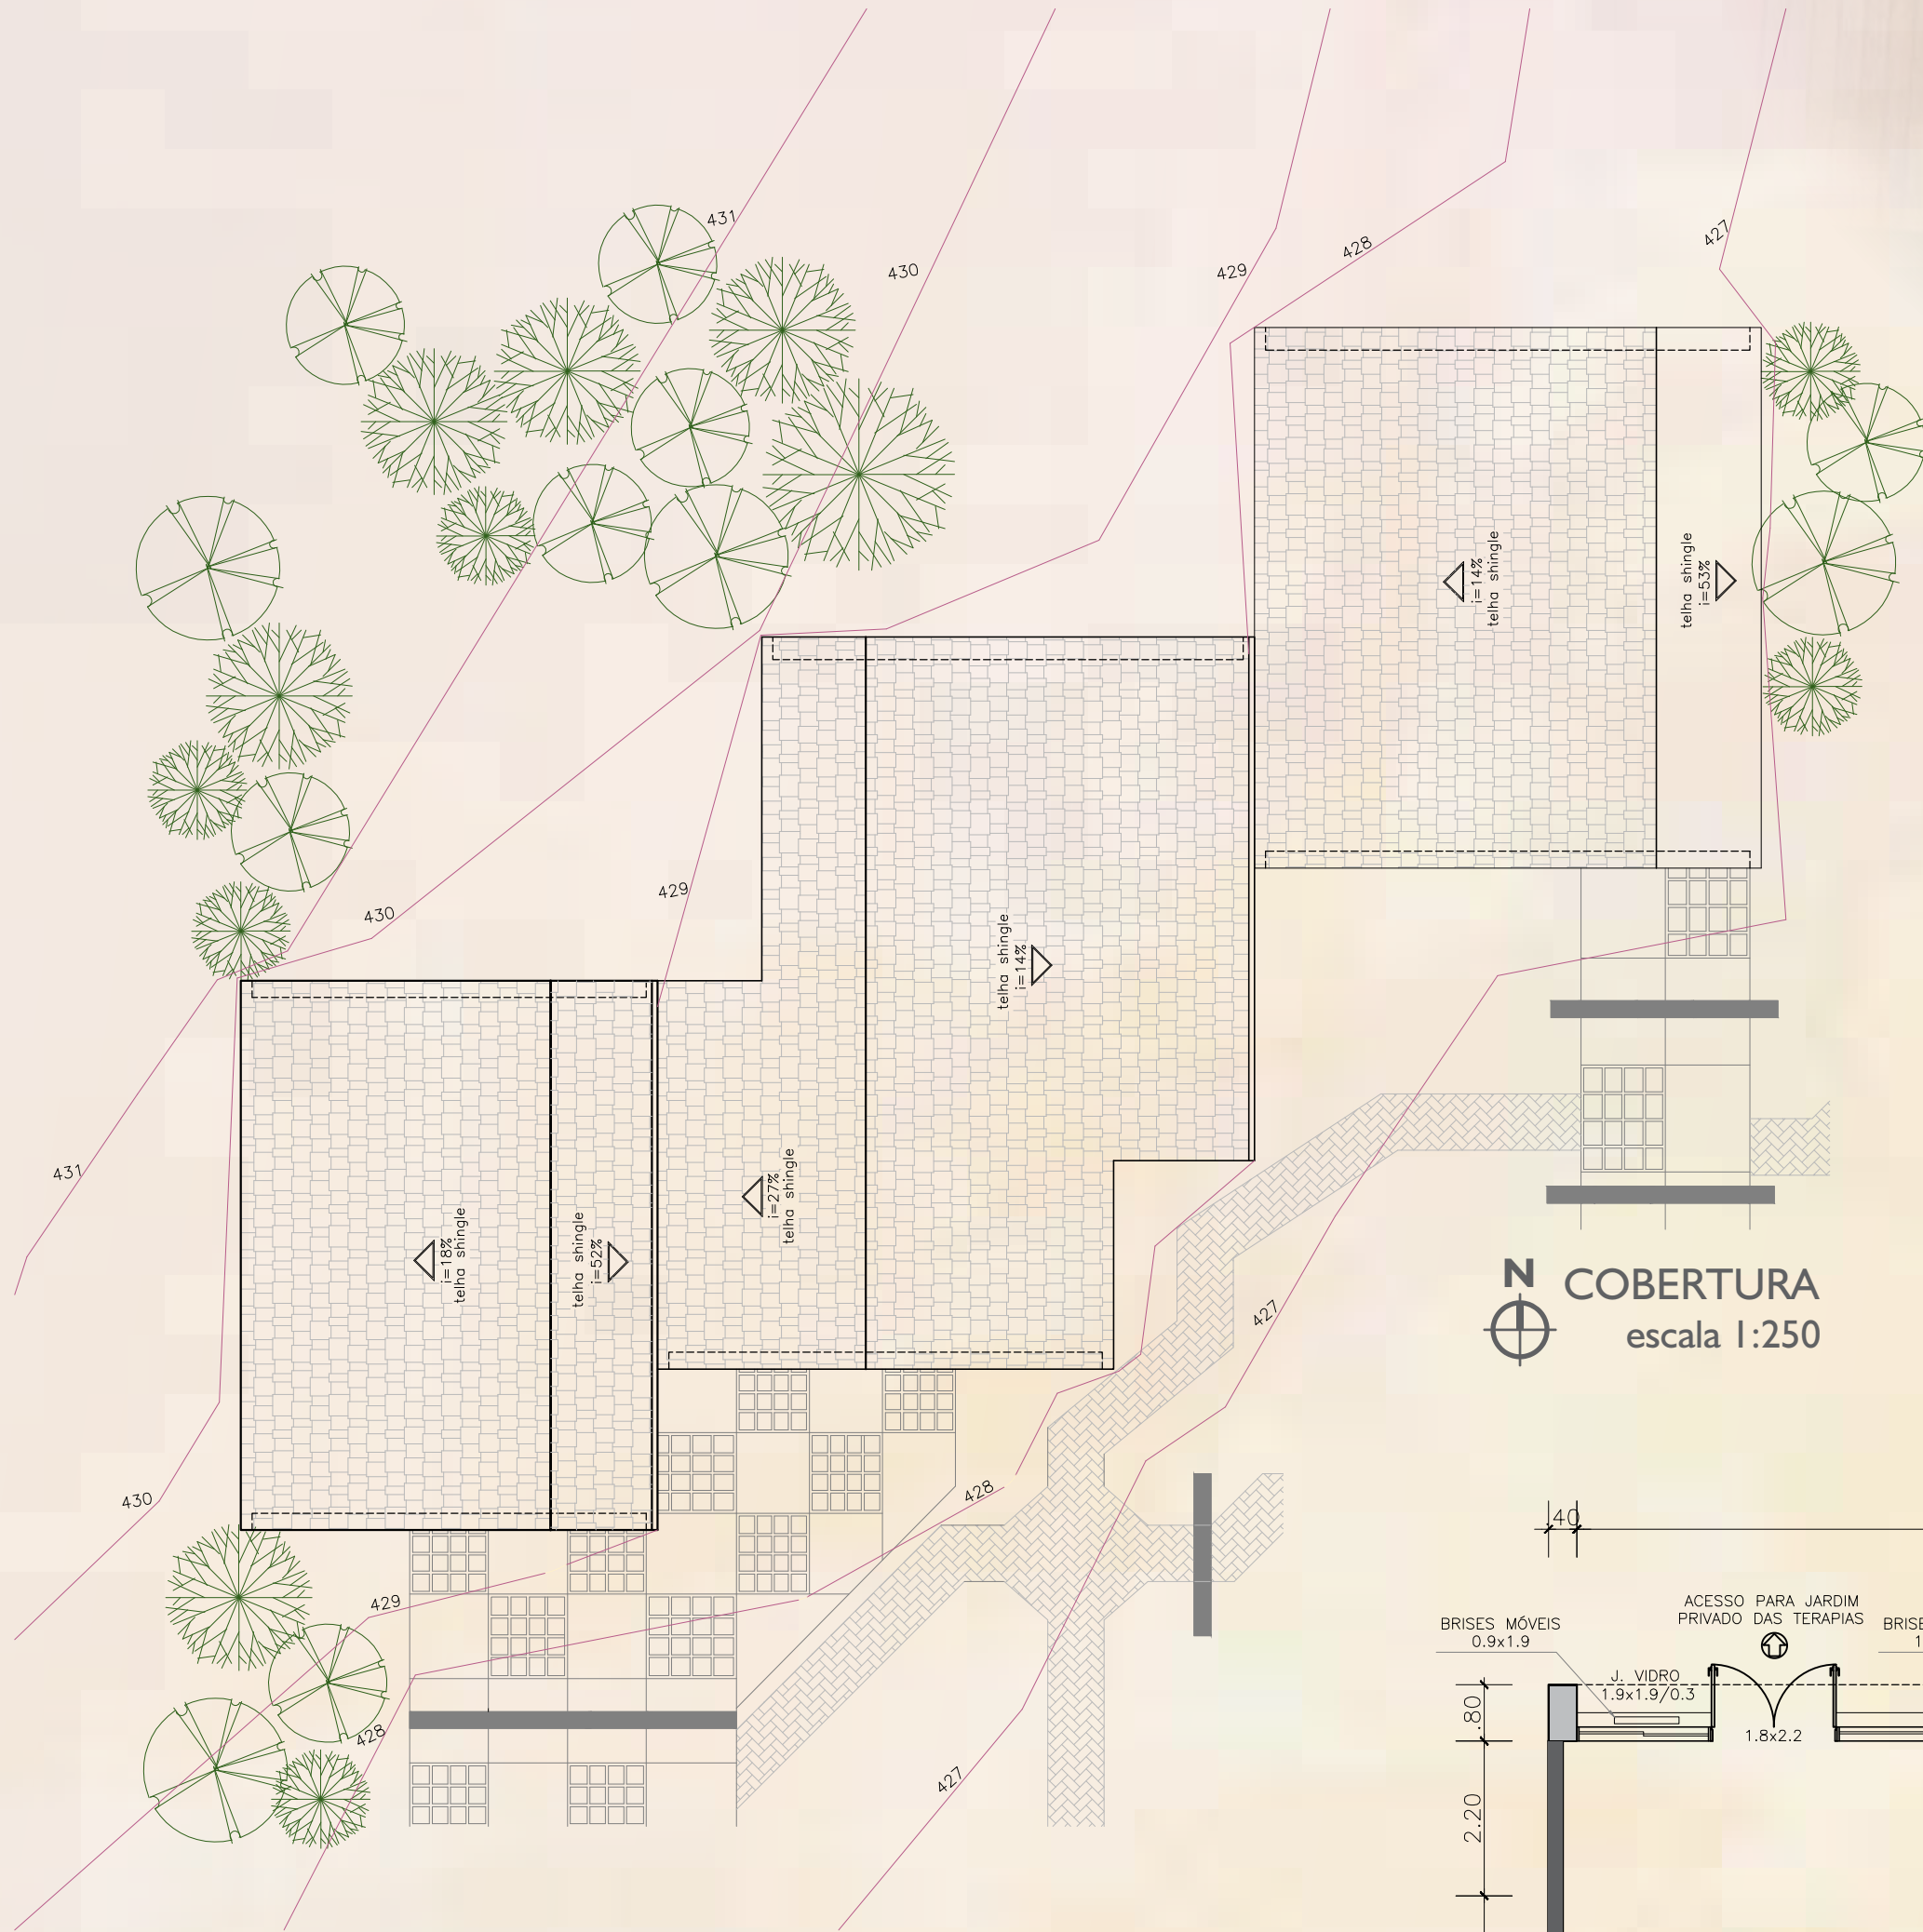 431
430
429
428
427
i=14%
telha shingle
telha shingle
i=53%
429
430
telha shingle
i=14%
431
i=27%
telha shingle
i=18%
telha shingle
telha shingle
i=52%
N
COBERTURA
escala 1:250
427
430
428
429
428
427
40
ACESSO PARA JARDIM
PRIVADO DAS TERAPIAS
BRISES MÓVEIS
0.9x1.9
BRISE
1
J. VIDRO
1.9x1.9/0.3
1.8x2.2
.80
2.20